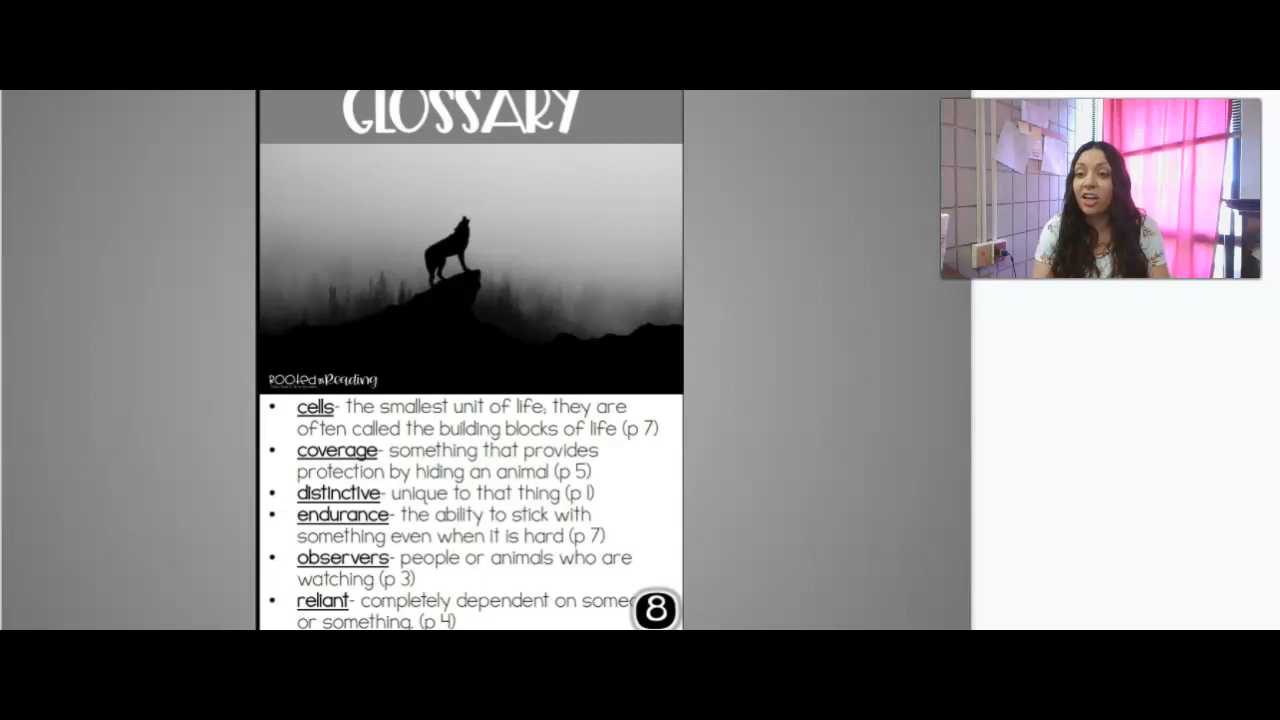 GLOSSARY
Rooted in Reading
• cells- the smallest unit of life; they are
often called the building blocks of life (p 7)
• coverage- something that provides
protection by hiding an animal (p 5)
• distinctive- unique to that thing (p 1)
• endurance- the ability to stick with
something even when it is hard (p 7)
• observers- people or animals who are
watching (p 3)
• reliant- completely dependent on
or something. (p 4)
8